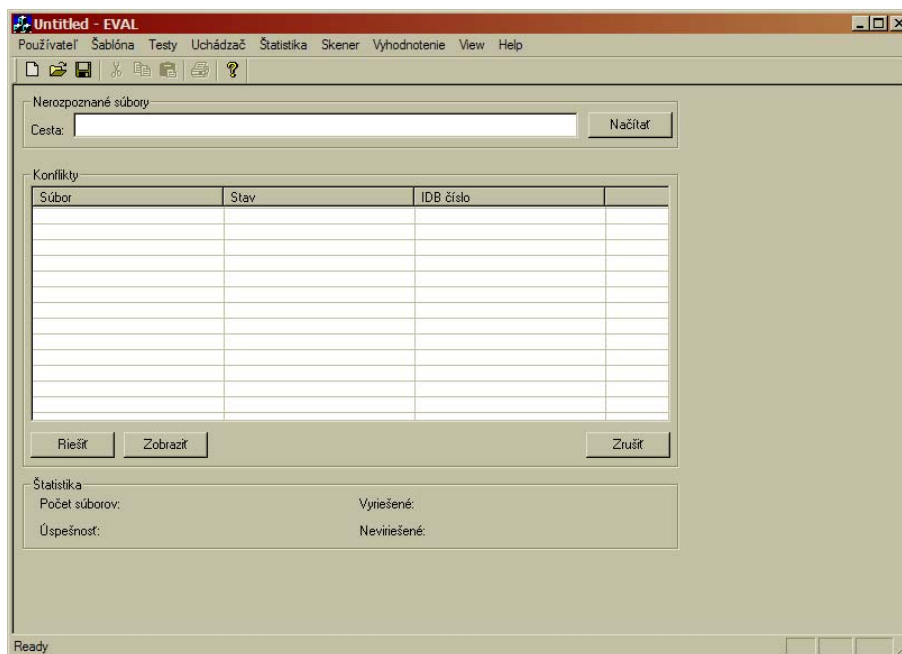 Untitled - EVAL
Používateľ Šablóna Testy Uchádzač Štatistika Skener Vyhodnotenie View Help
Nerozpoznané súbory
Cesta: Načítať
Konflikty
Súbor Stav IDB číslo
Riešiť Zobraziť Zrušiť
Štatistika
Počet súborov: Vyriešené:
Úspešnosť: Neviriešené:
Ready